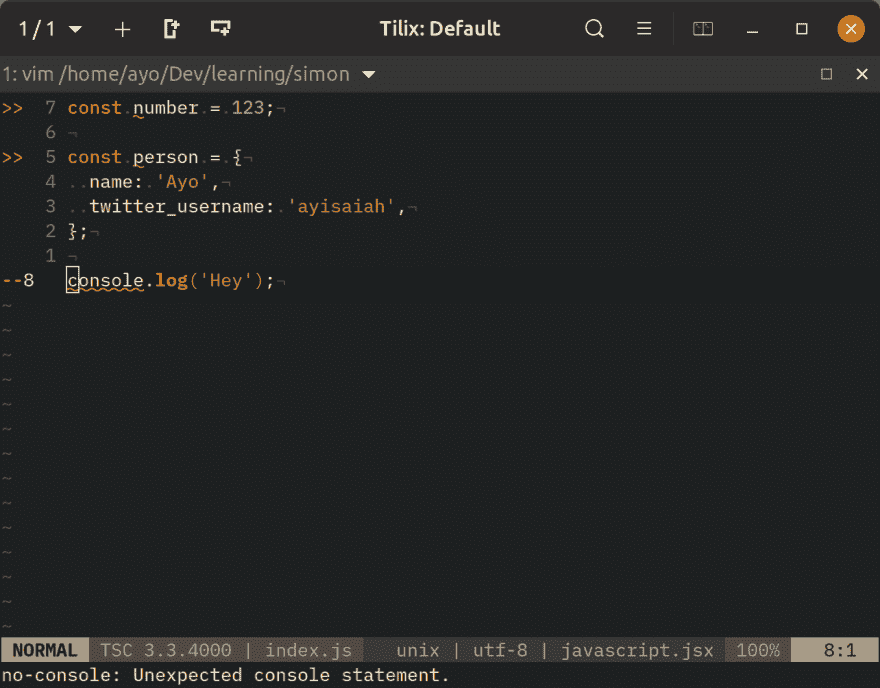 1 / 1 Tilix: Default
1: vim /home/ayo/Dev/learning/simon
>> 7 const number = 123;¬
6 ¬
>> 5 const person = {¬
4 ..name: 'Ayo',¬
3 ..twitter_username: 'ayisaiah',¬
2 };¬
1 ¬
--8 console.log('Hey');¬
~
~
~
~
~
~
~
~
~
~
~
~
~
~
NORMAL TSC 3.3.4000 | index.js unix | utf-8 | javascript.jsx 100% 8:1
no-console: Unexpected console statement.